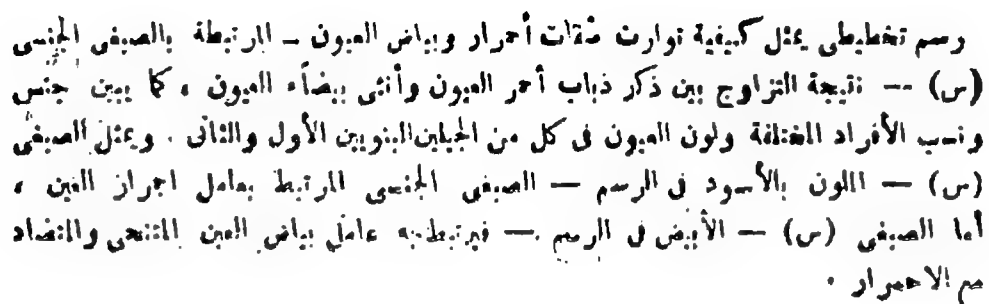 رسم تخطيطى يمثل كيفية توارث صفات أحمرار وبياض العيون ــ المرتبطة بالصبغى الجنسى
(س) -- نتيجة التزاوج بين ذكر ذباب أحمر العيون وأنثى بيضاء العيون ، كما يبين جنس
ونسب الأفراد المختلفة ولون العيون فى كل من الجيلين البنويين الأول والثانى . ويمثل الصبغى
(س) — اللون بالأسود فى الرسم — الصبغى الجنسى المرتبط بعامل احمرار العين ،
أما الصبغى (س) — الأبيض فى الرسم — فيرتبط به عامل بياض العين المتنحى والمتضاد
مع الاحمرار .